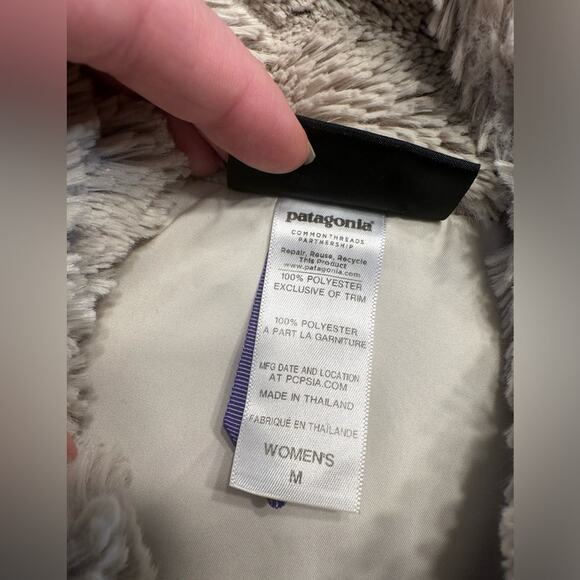 patagonia®
COMMON THREADS
PARTNERSHIP
Repair, Reuse, Recycle
This Product
www.patagonia.com
100% POLYESTER
EXCLUSIVE OF TRIM
100% POLYESTER
A PART LA GARNITURE
MFG DATE AND LOCATION
AT PCPSIA.COM
MADE IN THAILAND
FABRIQUÉ EN THAÏLANDE
WOMEN'S
M